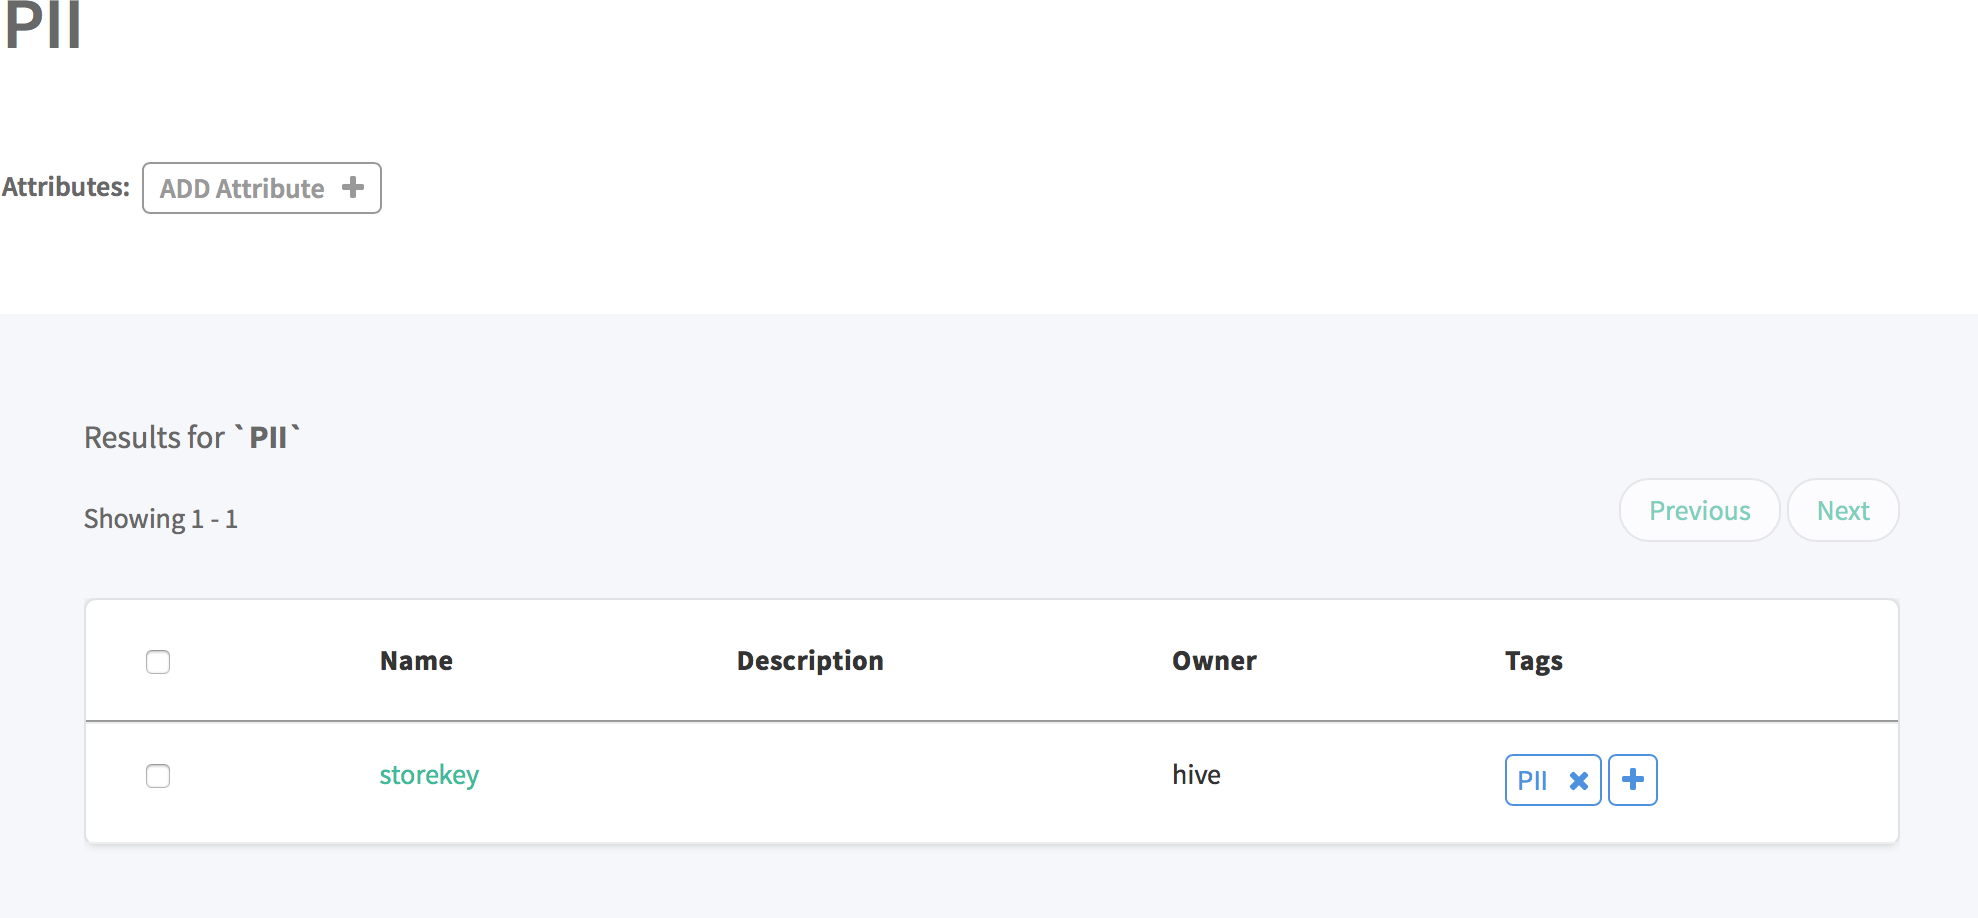 PII
Attributes: ADD Attribute
Results for `PII`
Showing 1 - 1
Previous Next
Name Description Owner Tags
storekey hive PII